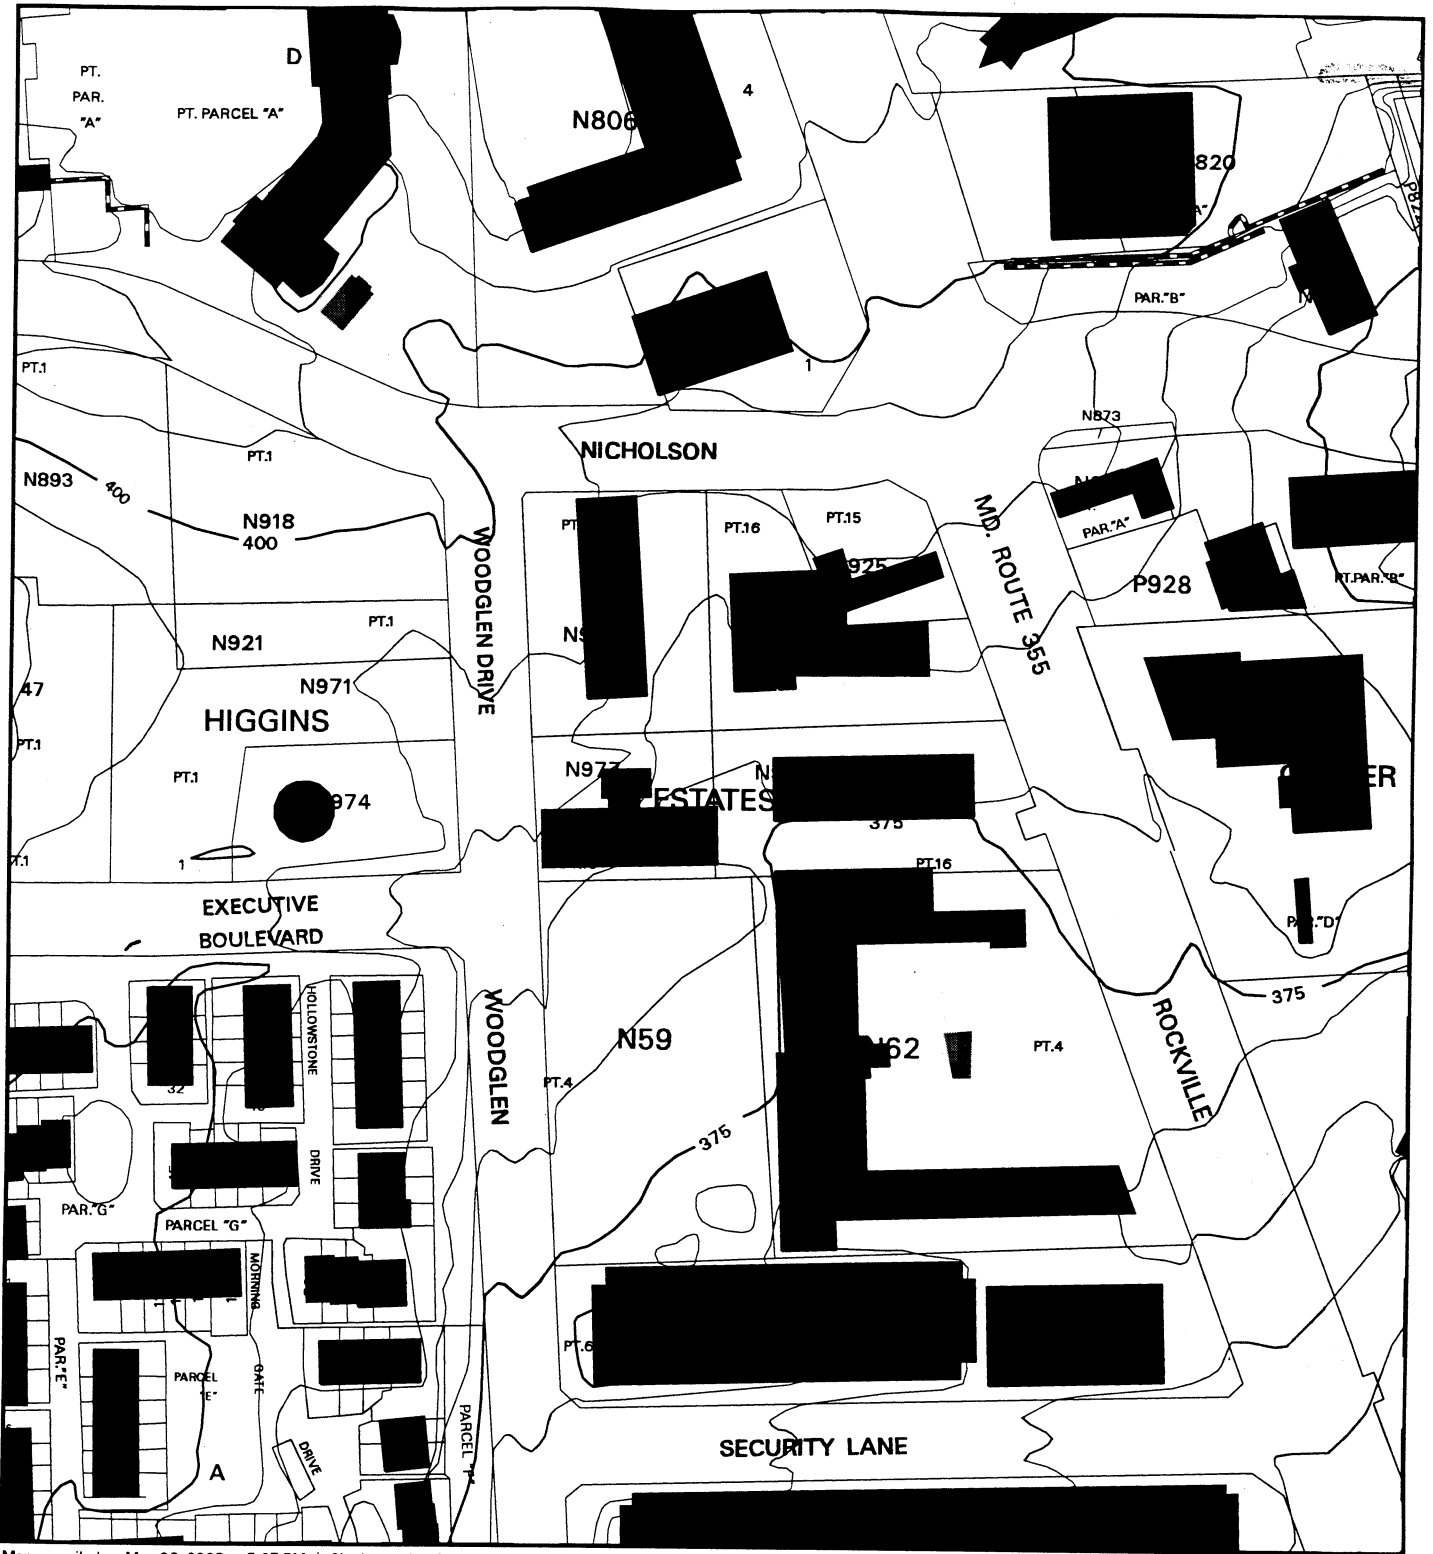 D
PT.
PAR.
"A"
PT. PARCEL "A"
N806
4
820
PAR."B"
1
PT.1
N873
NICHOLSON
PT.1
N893
400
N918
400
PT.16
PT.15
925
MD. ROUTE 355
PAR."A"
P928
PT.PAR."B"
WOODGLEN DRIVE
N921
PT.1
N971
47
HIGGINS
PT.1
PT.1
974
N977
ESTATES
375
1
PT.16
EXECUTIVE
BOULEVARD
PAR."D"
375
HOLLOWSTONE
DRIVE
WOODGLEN
N59
PT.4
62
PT.4
ROCKVILLE
32
375
PAR."G"
PARCEL "G"
MORNING
GATE
DRIVE
PAR."E"
PARCEL
"E"
PT.6
PARCEL "F"
A
SECURITY LANE